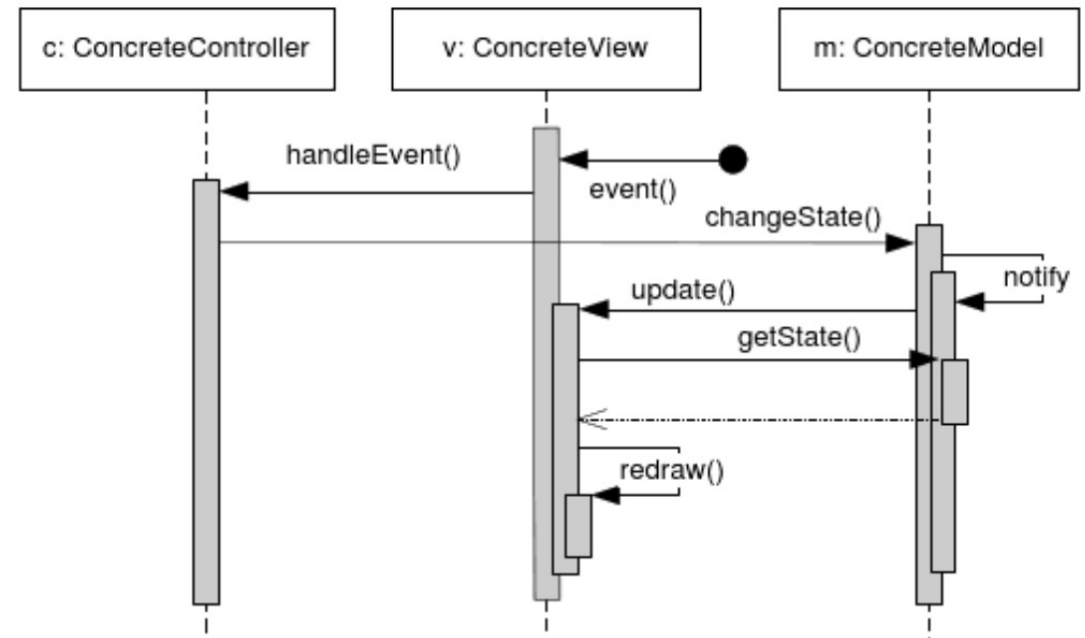 c: ConcreteController
v: ConcreteView
m: ConcreteModel
handleEvent()
event()
changeState()
notify
update()
getState()
redraw()